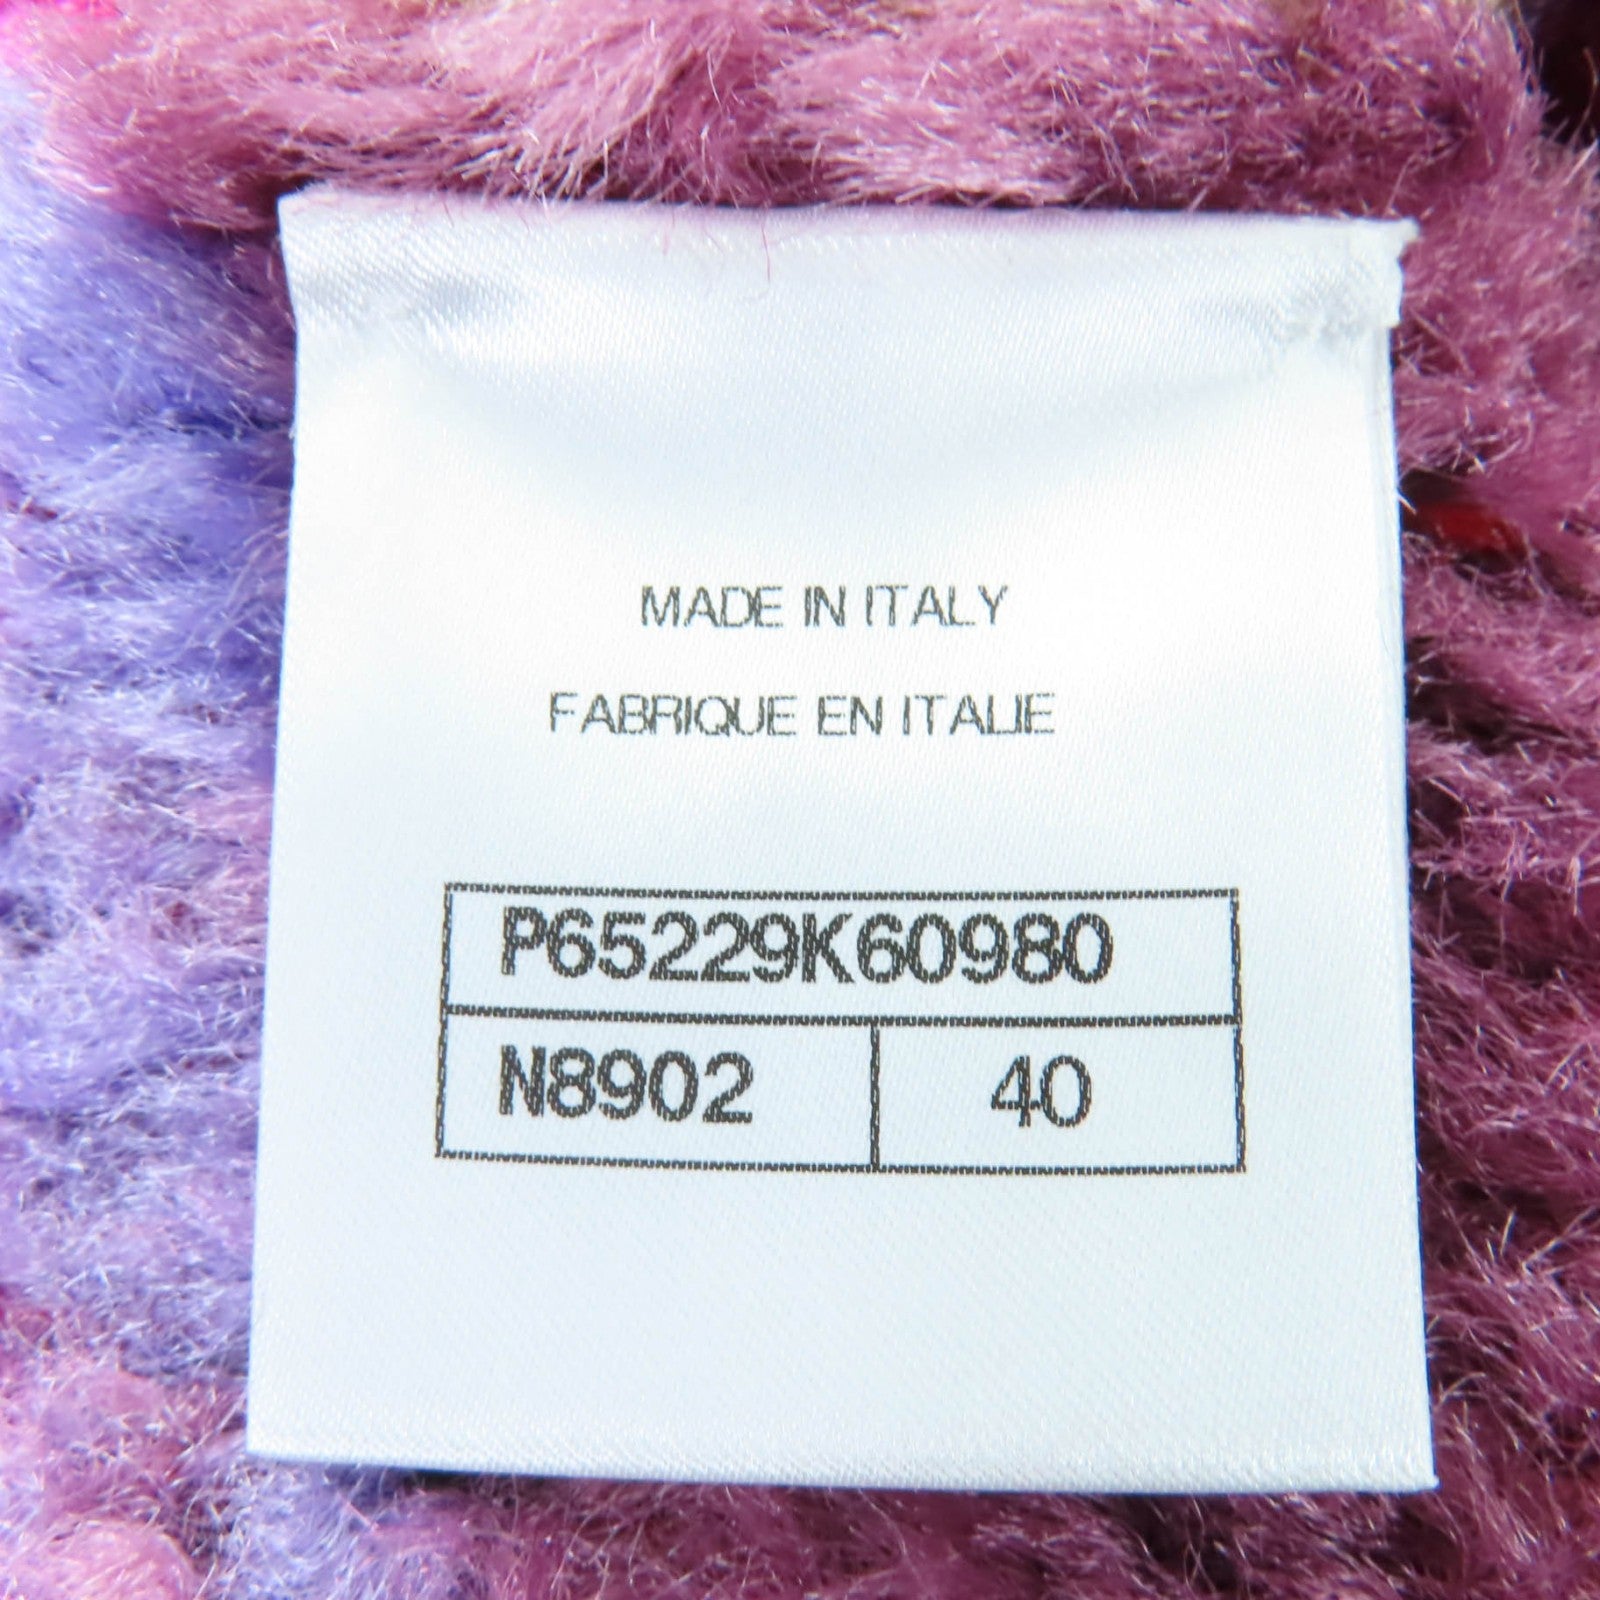 MADE IN ITALY
FABRIQUE EN ITALIE
P65229K60980
N8902 40